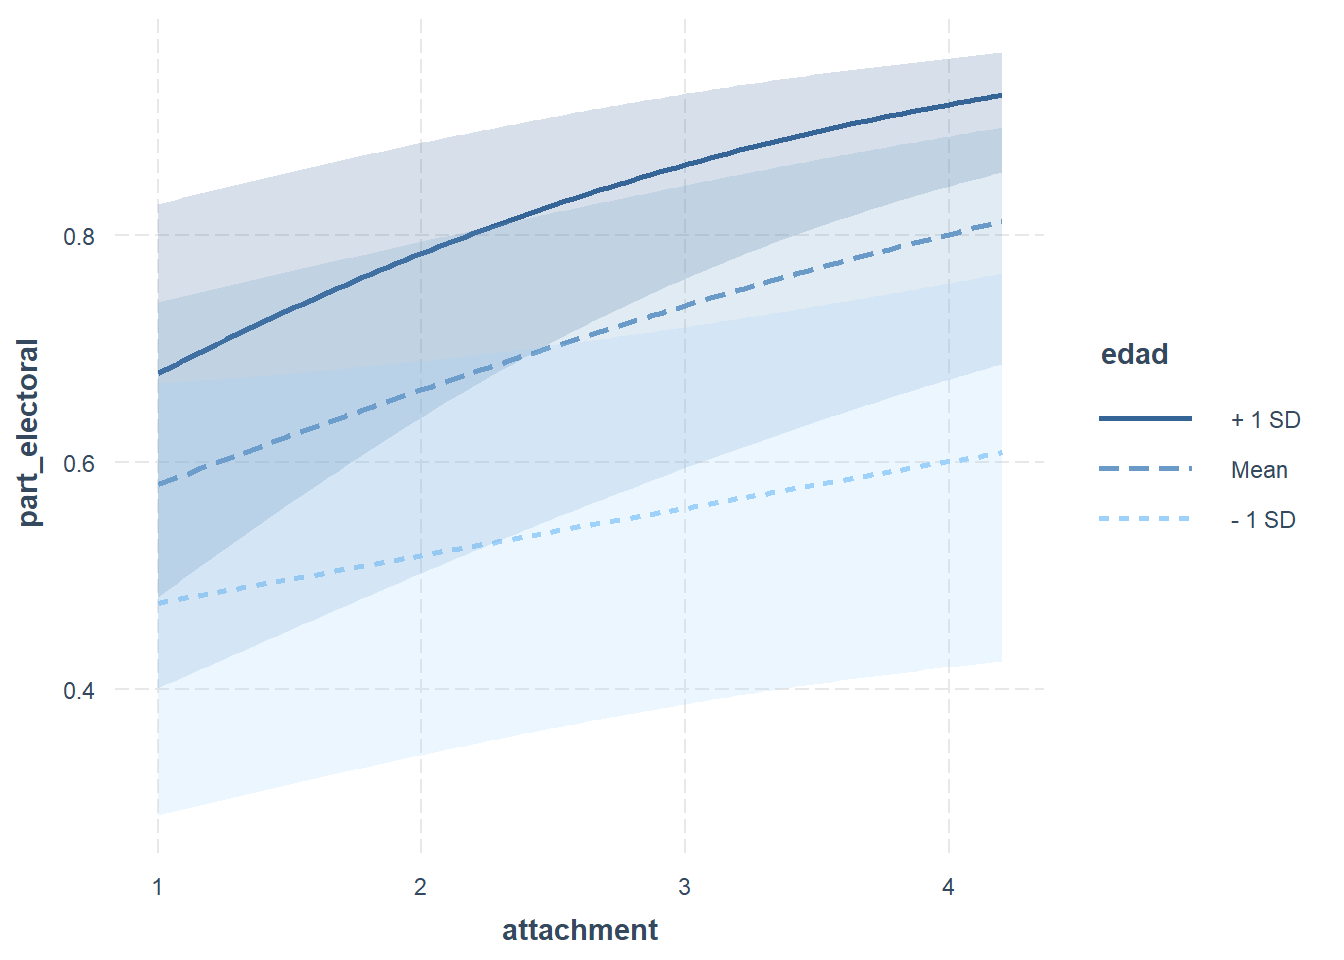 part_electoral
0.8
0.6
0.4
1 2 3 4
attachment
edad
+ 1 SD
Mean
- 1 SD